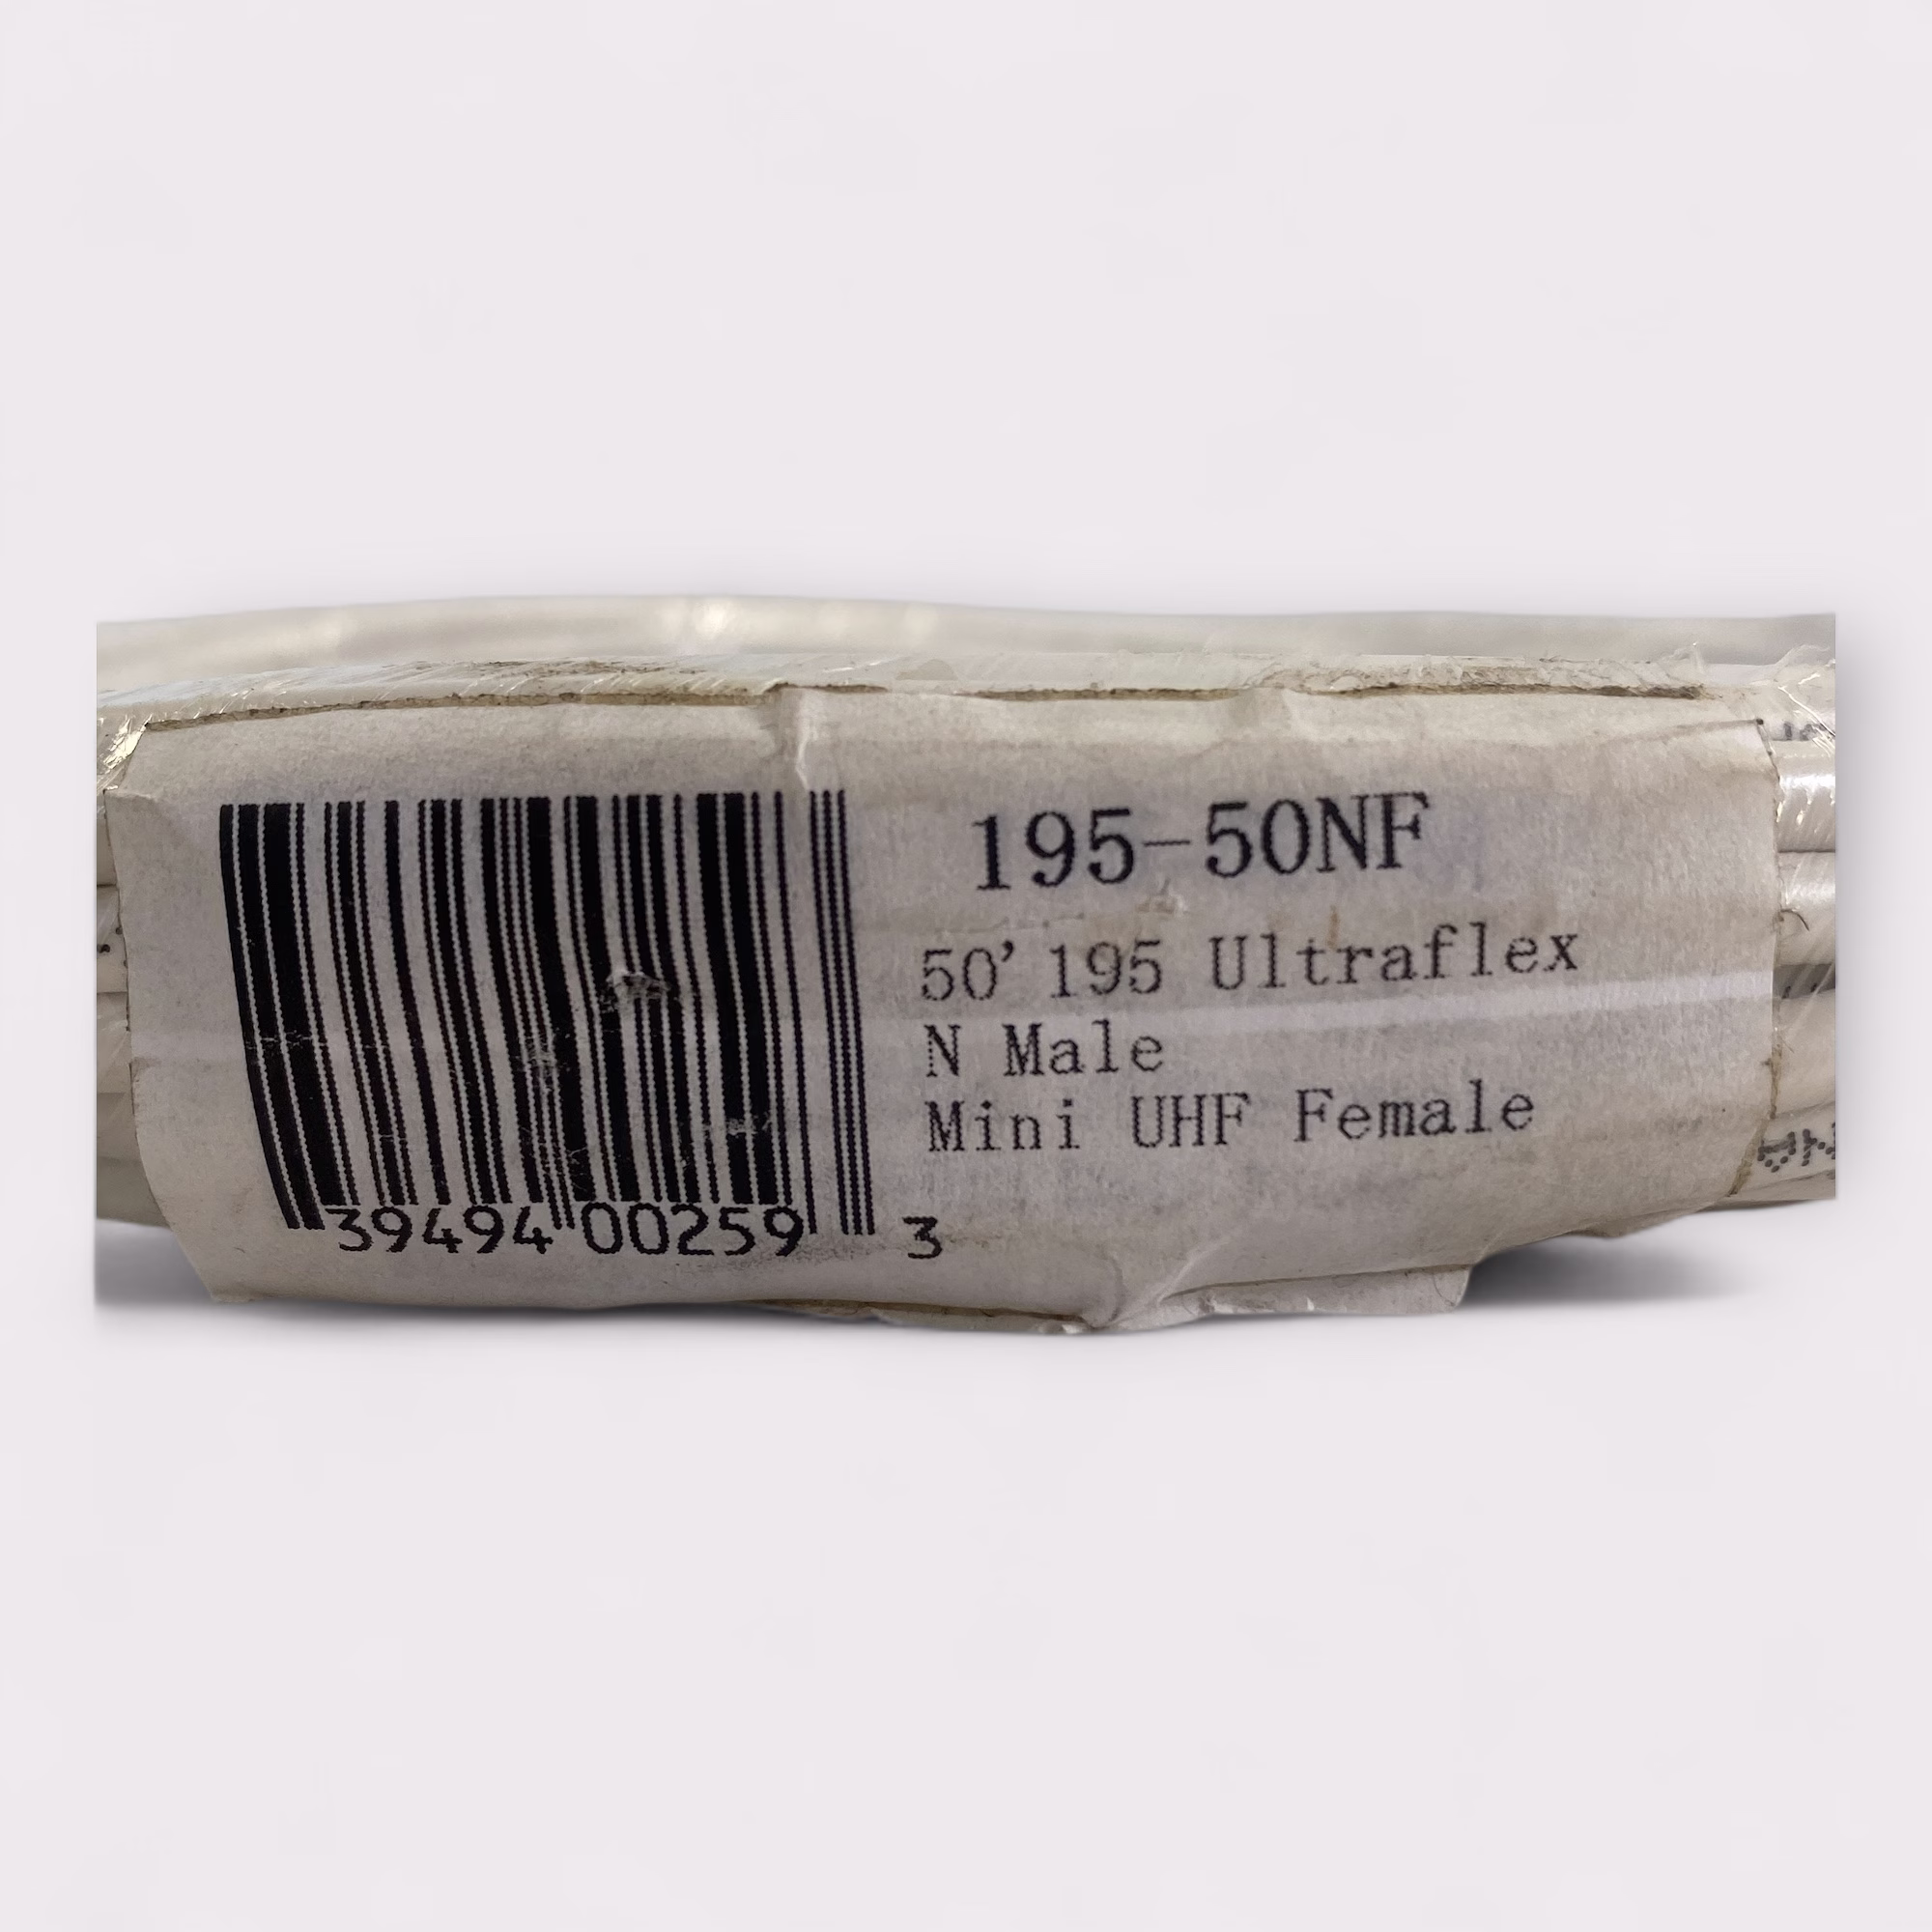 195-50NF
50' 195 Ultraflex
N Male
Mini UHF Female
39494 00259 3